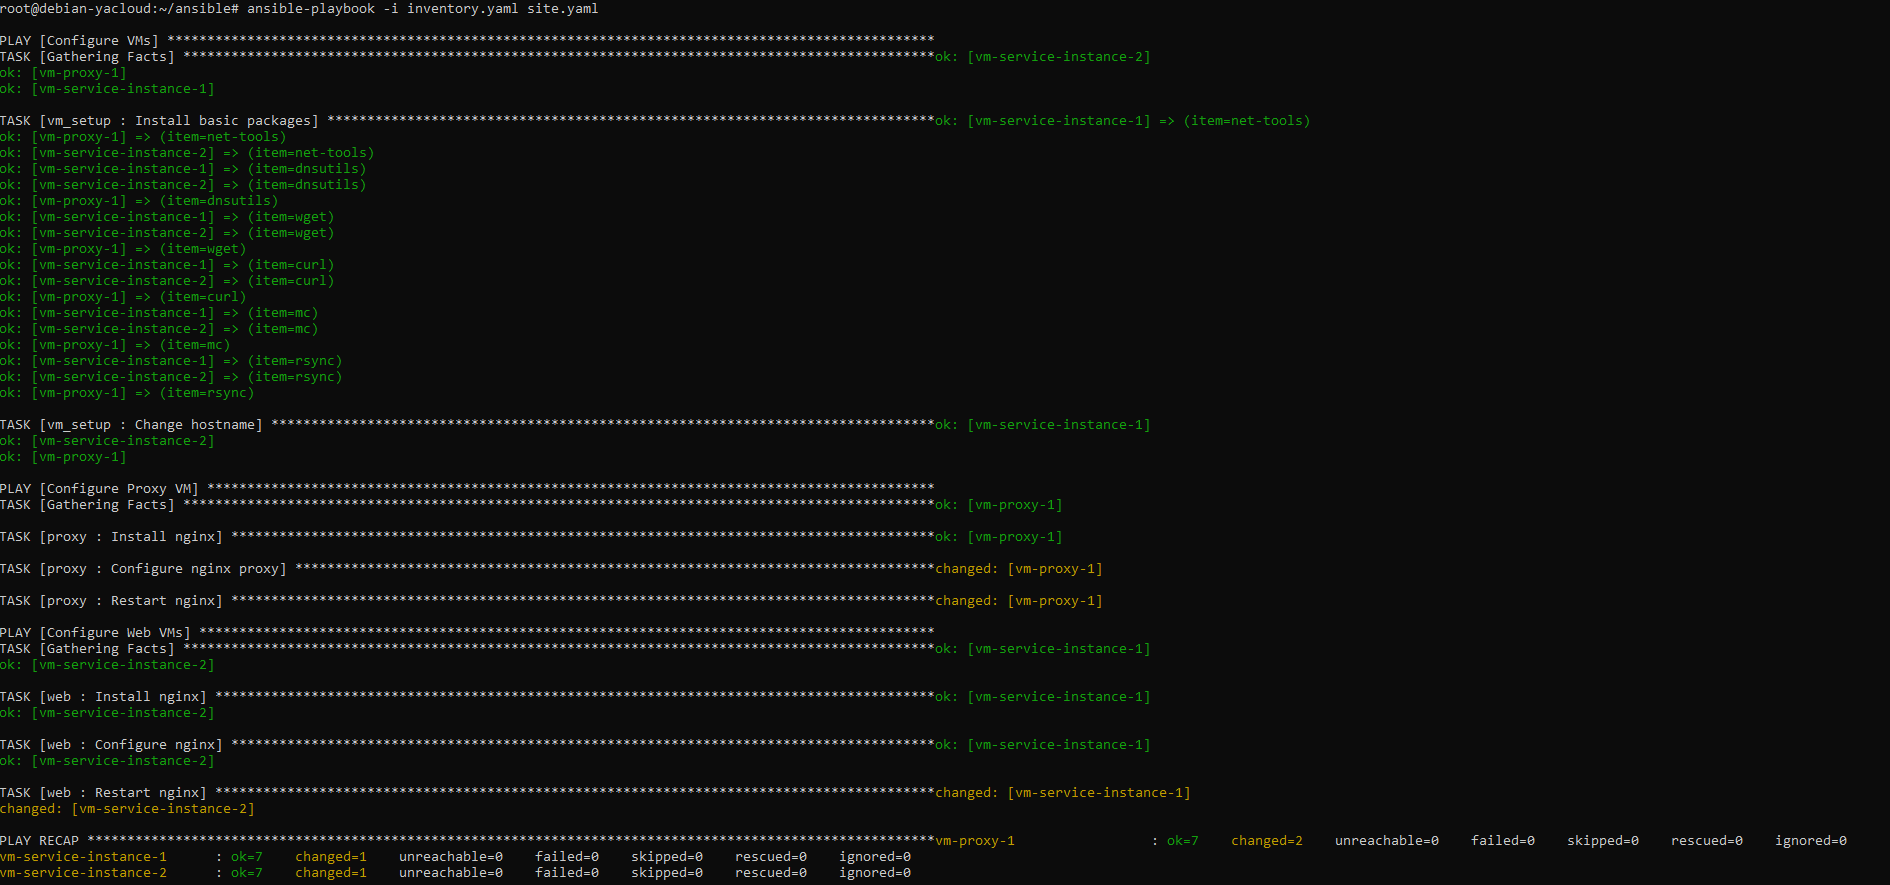 root@debian-yacloud:~/ansible# ansible-playbook -i inventory.yaml site.yaml
PLAY [Configure VMs] ************************************************************************************************
TASK [Gathering Facts] **********************************************************************************************ok: [vm-service-instance-2]
ok: [vm-proxy-1]
ok: [vm-service-instance-1]
TASK [vm_setup : Install basic packages] ****************************************************************************ok: [vm-service-instance-1] => (item=net-tools)
ok: [vm-proxy-1] => (item=net-tools)
ok: [vm-service-instance-2] => (item=net-tools)
ok: [vm-service-instance-1] => (item=dnsutils)
ok: [vm-service-instance-2] => (item=dnsutils)
ok: [vm-proxy-1] => (item=dnsutils)
ok: [vm-service-instance-1] => (item=wget)
ok: [vm-service-instance-2] => (item=wget)
ok: [vm-proxy-1] => (item=wget)
ok: [vm-service-instance-1] => (item=curl)
ok: [vm-service-instance-2] => (item=curl)
ok: [vm-proxy-1] => (item=curl)
ok: [vm-service-instance-1] => (item=mc)
ok: [vm-service-instance-2] => (item=mc)
ok: [vm-proxy-1] => (item=mc)
ok: [vm-service-instance-1] => (item=rsync)
ok: [vm-service-instance-2] => (item=rsync)
ok: [vm-proxy-1] => (item=rsync)
TASK [vm_setup : Change hostname] ***********************************************************************************ok: [vm-service-instance-1]
ok: [vm-service-instance-2]
ok: [vm-proxy-1]
PLAY [Configure Proxy VM] *******************************************************************************************
TASK [Gathering Facts] **********************************************************************************************ok: [vm-proxy-1]
TASK [proxy : Install nginx] ****************************************************************************************ok: [vm-proxy-1]
TASK [proxy : Configure nginx proxy] ********************************************************************************changed: [vm-proxy-1]
TASK [proxy : Restart nginx] ****************************************************************************************changed: [vm-proxy-1]
PLAY [Configure Web VMs] ********************************************************************************************
TASK [Gathering Facts] **********************************************************************************************ok: [vm-service-instance-1]
ok: [vm-service-instance-2]
TASK [web : Install nginx] ******************************************************************************************ok: [vm-service-instance-1]
ok: [vm-service-instance-2]
TASK [web : Configure nginx] ****************************************************************************************ok: [vm-service-instance-1]
ok: [vm-service-instance-2]
TASK [web : Restart nginx] ******************************************************************************************changed: [vm-service-instance-1]
changed: [vm-service-instance-2]
PLAY RECAP **********************************************************************************************************vm-proxy-1                 : ok=7    changed=2    unreachable=0    failed=0    skipped=0    rescued=0    ignored=0
vm-service-instance-1      : ok=7    changed=1    unreachable=0    failed=0    skipped=0    rescued=0    ignored=0
vm-service-instance-2      : ok=7    changed=1    unreachable=0    failed=0    skipped=0    rescued=0    ignored=0